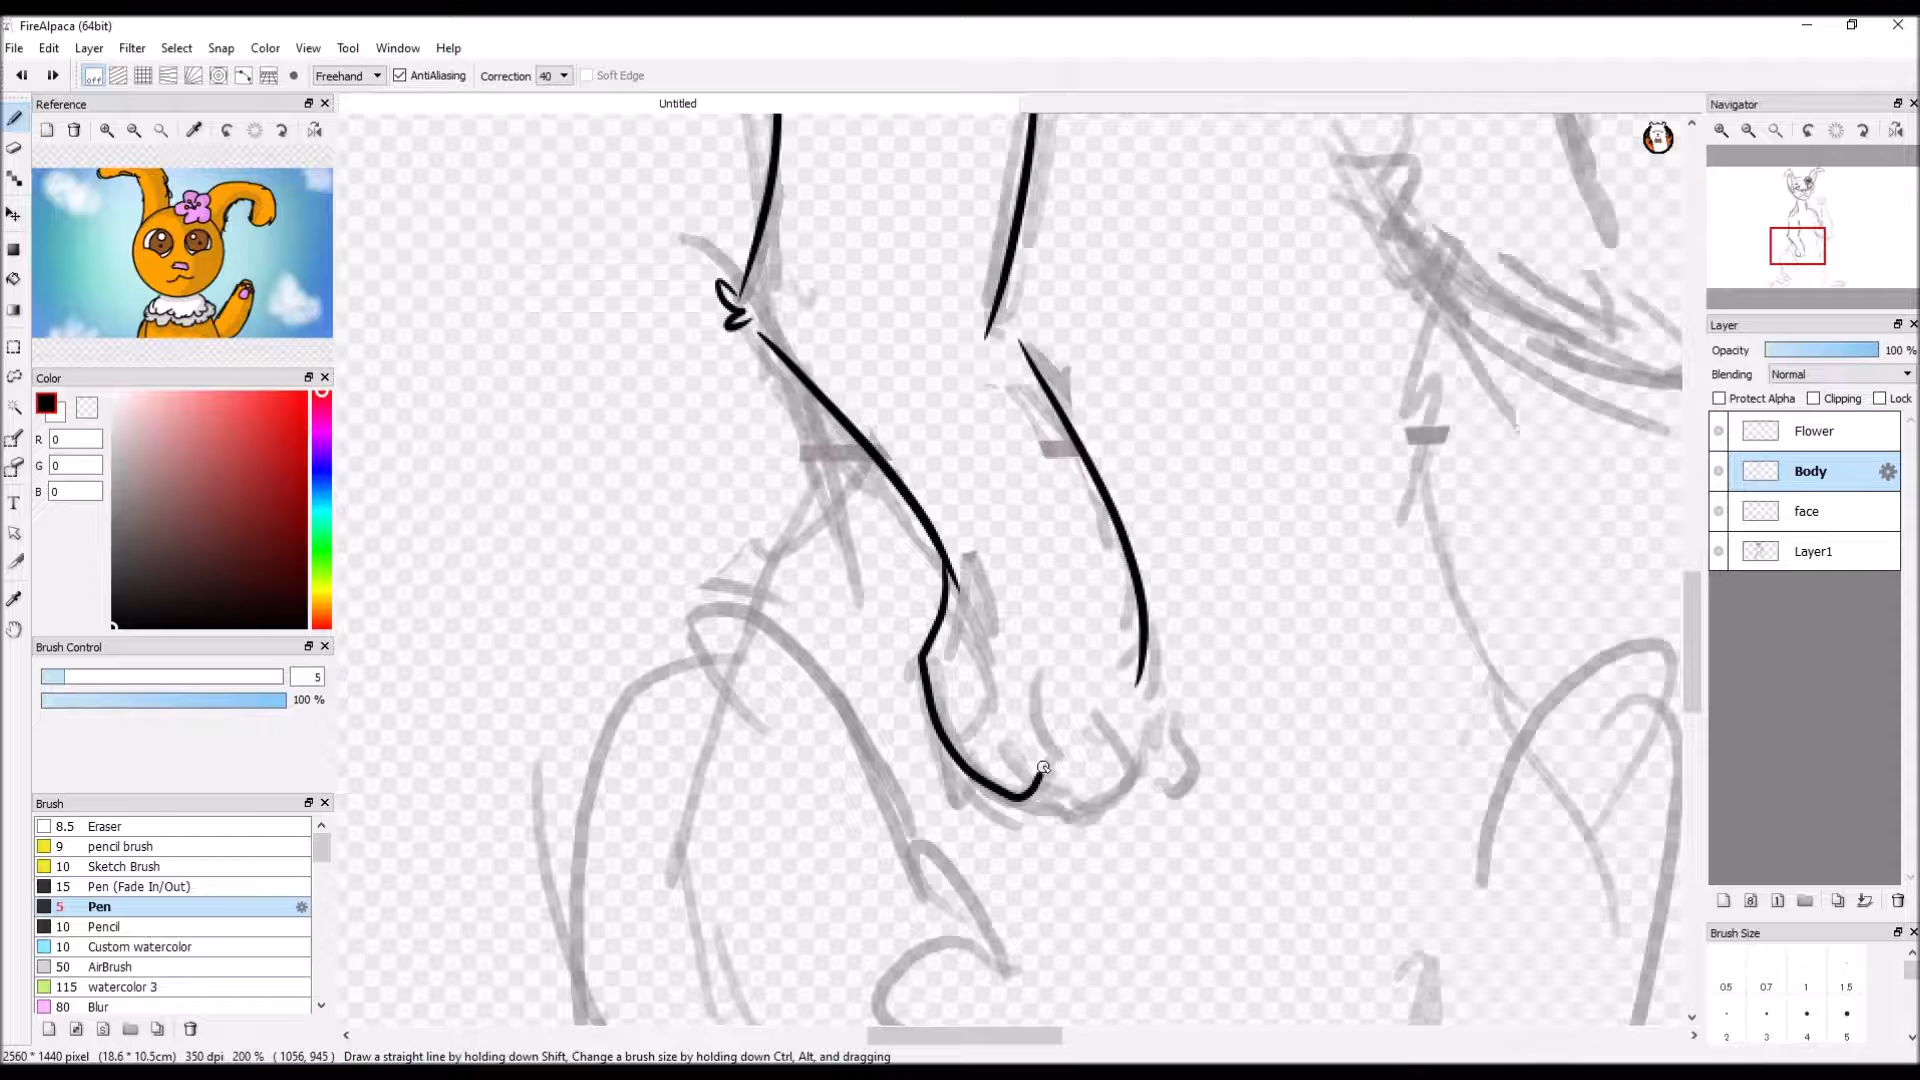 FireAlpaca (64bit)
File Edit Layer Filter Select Snap Color View Tool Window Help
off Freehand AntiAliasing Correction 40 Soft Edge
Reference
Untitled
Navigator
Color
R 0
G 0
B 0
Brush Control
5
100 %
Brush
8.5 Eraser
9 pencil brush
10 Sketch Brush
15 Pen (Fade In/Out)
5 Pen
10 Pencil
10 Custom watercolor
50 AirBrush
115 watercolor 3
80 Blur
Layer
Opacity 100 %
Blending Normal
Protect Alpha Clipping Lock
Flower
Body
face
Layer1
Brush Size
0.5 0.7 1 1.5
2 3 4 5
2560 * 1440 pixel (18.6 * 10.5cm) 350 dpi 200 % ( 1056, 945 ) Draw a straight line by holding down Shift, Change a brush size by holding down Ctrl, Alt, and dragging